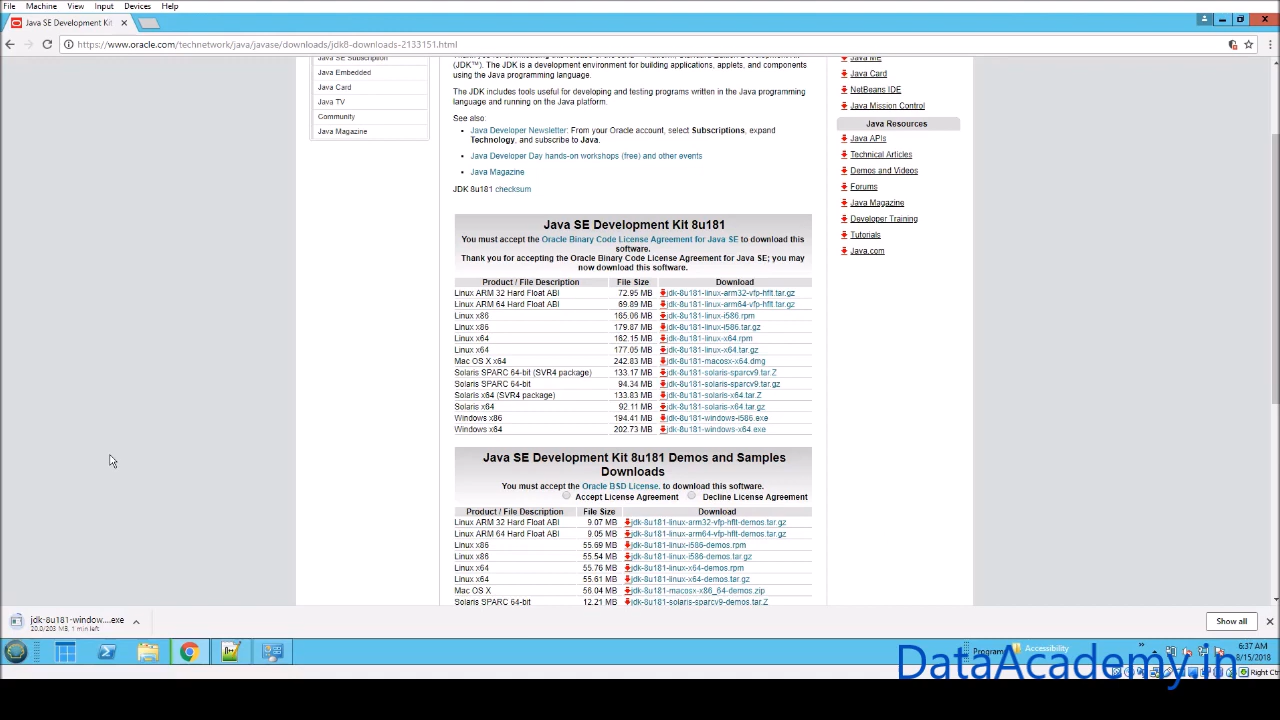 File Machine View Input Devices Help
Java SE Development Kit
https://www.oracle.com/technetwork/java/javase/downloads/jdk8-downloads-2133151.html
Java SE Subscription
Java Embedded
Java Card
Java TV
Community
Java Magazine
(JDK™). The JDK is a development environment for building applications, applets, and components
using the Java programming language.
The JDK includes tools useful for developing and testing programs written in the Java programming
language and running on the Java platform.
See also:
Java Developer Newsletter: From your Oracle account, select Subscriptions, expand
Technology, and subscribe to Java.
Java Developer Day hands-on workshops (free) and other events
Java Magazine
JDK 8u181 checksum
Java SE Development Kit 8u181
You must accept the Oracle Binary Code License Agreement for Java SE to download this
software.
Thank you for accepting the Oracle Binary Code License Agreement for Java SE; you may
now download this software.
Product / File Description File Size Download
Linux ARM 32 Hard Float ABI 72.95 MB jdk-8u181-linux-arm32-vfp-hflt.tar.gz
Linux ARM 64 Hard Float ABI 69.89 MB jdk-8u181-linux-arm64-vfp-hflt.tar.gz
Linux x86 165.06 MB jdk-8u181-linux-i586.rpm
Linux x86 179.87 MB jdk-8u181-linux-i586.tar.gz
Linux x64 162.15 MB jdk-8u181-linux-x64.rpm
Linux x64 177.05 MB jdk-8u181-linux-x64.tar.gz
Mac OS X x64 242.83 MB jdk-8u181-macosx-x64.dmg
Solaris SPARC 64-bit (SVR4 package) 133.17 MB jdk-8u181-solaris-sparcv9.tar.Z
Solaris SPARC 64-bit 94.34 MB jdk-8u181-solaris-sparcv9.tar.gz
Solaris x64 (SVR4 package) 133.83 MB jdk-8u181-solaris-x64.tar.Z
Solaris x64 92.11 MB jdk-8u181-solaris-x64.tar.gz
Windows x86 194.41 MB jdk-8u181-windows-i586.exe
Windows x64 202.73 MB jdk-8u181-windows-x64.exe
Java SE Development Kit 8u181 Demos and Samples
Downloads
You must accept the Oracle BSD License. to download this software.
Accept License Agreement Decline License Agreement
Product / File Description File Size Download
Linux ARM 32 Hard Float ABI 9.07 MB jdk-8u181-linux-arm32-vfp-hflt-demos.tar.gz
Linux ARM 64 Hard Float ABI 9.05 MB jdk-8u181-linux-arm64-vfp-hflt-demos.tar.gz
Linux x86 55.69 MB jdk-8u181-linux-i586-demos.rpm
Linux x86 55.54 MB jdk-8u181-linux-i586-demos.tar.gz
Linux x64 55.76 MB jdk-8u181-linux-x64-demos.rpm
Linux x64 55.61 MB jdk-8u181-linux-x64-demos.tar.gz
Mac OS X 56.04 MB jdk-8u181-macosx-x86_64-demos.zip
Solaris SPARC 64-bit 12.21 MB jdk-8u181-solaris-sparcv9-demos.tar.Z
Java ME
Java Card
NetBeans IDE
Java Mission Control
Java Resources
Java APIs
Technical Articles
Demos and Videos
Forums
Java Magazine
Developer Training
Tutorials
Java.com
jdk-8u181-window....exe
20.0/203 MB, 1 min left
Show all
Accessibility
6:37 AM
8/15/2018
DataAcademy.in
Right Ctrl